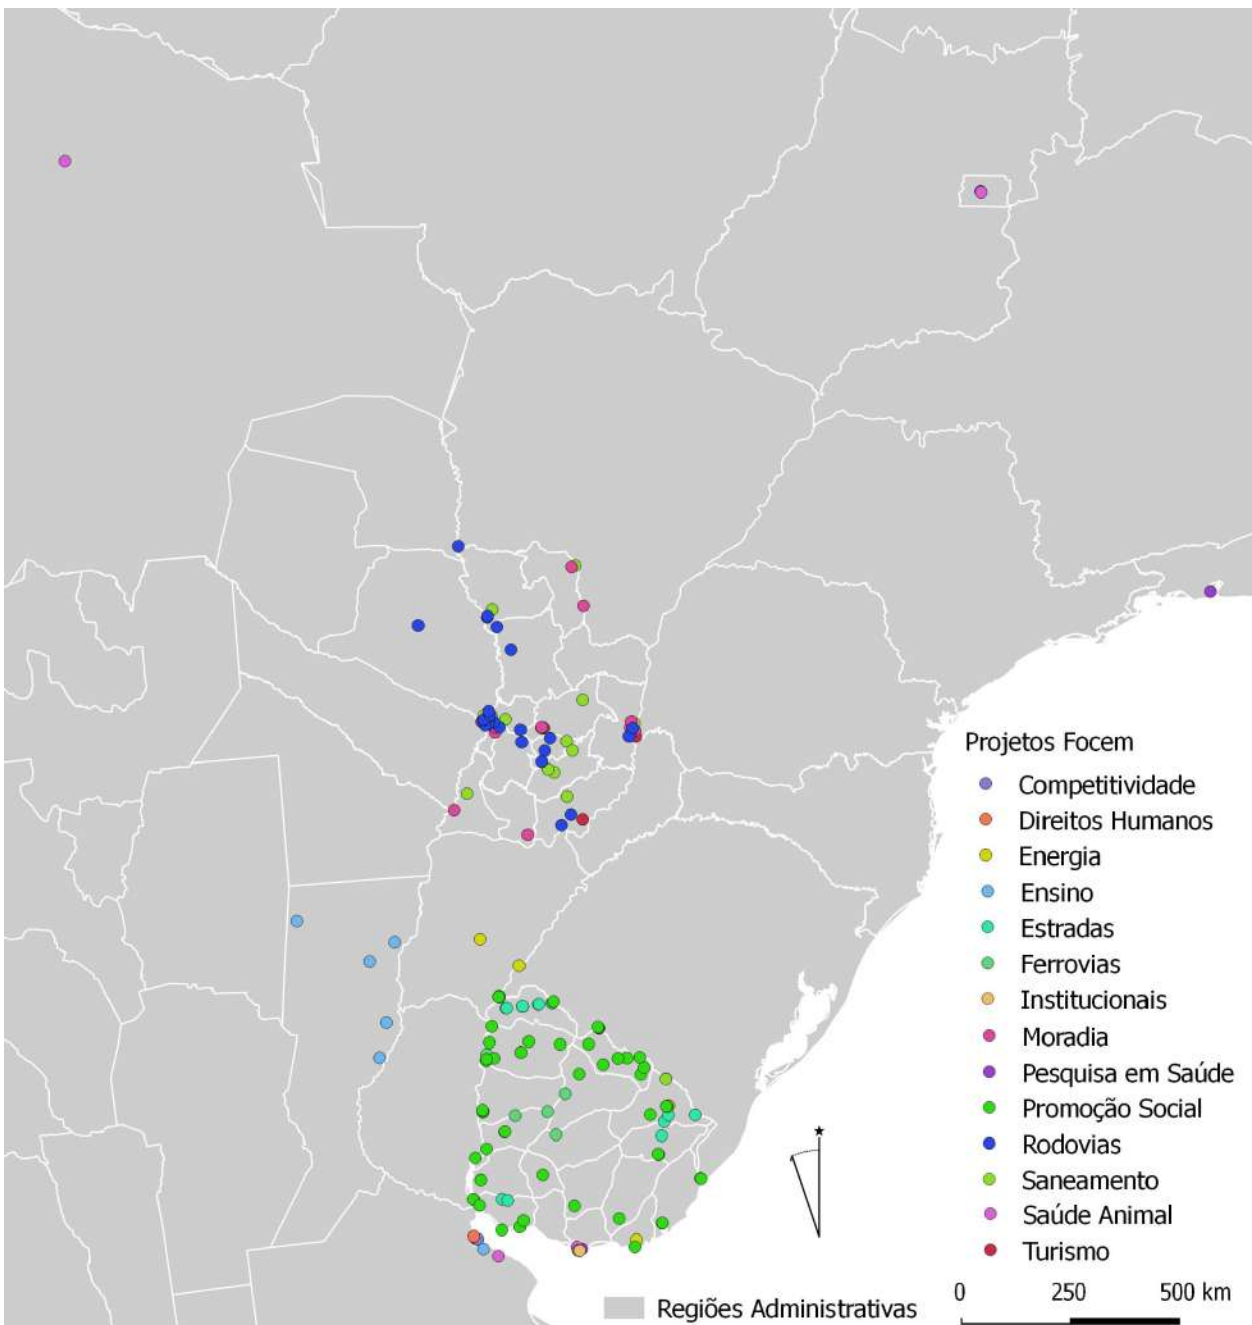 Projetos Focem
Competitividade
Direitos Humanos
Energia
Ensino
Estradas
Ferrovias
Institucionais
Moradia
Pesquisa em Saúde
Promoção Social
Rodovias
Saneamento
Saúde Animal
Turismo
0 250 500 km
Regiões Administrativas